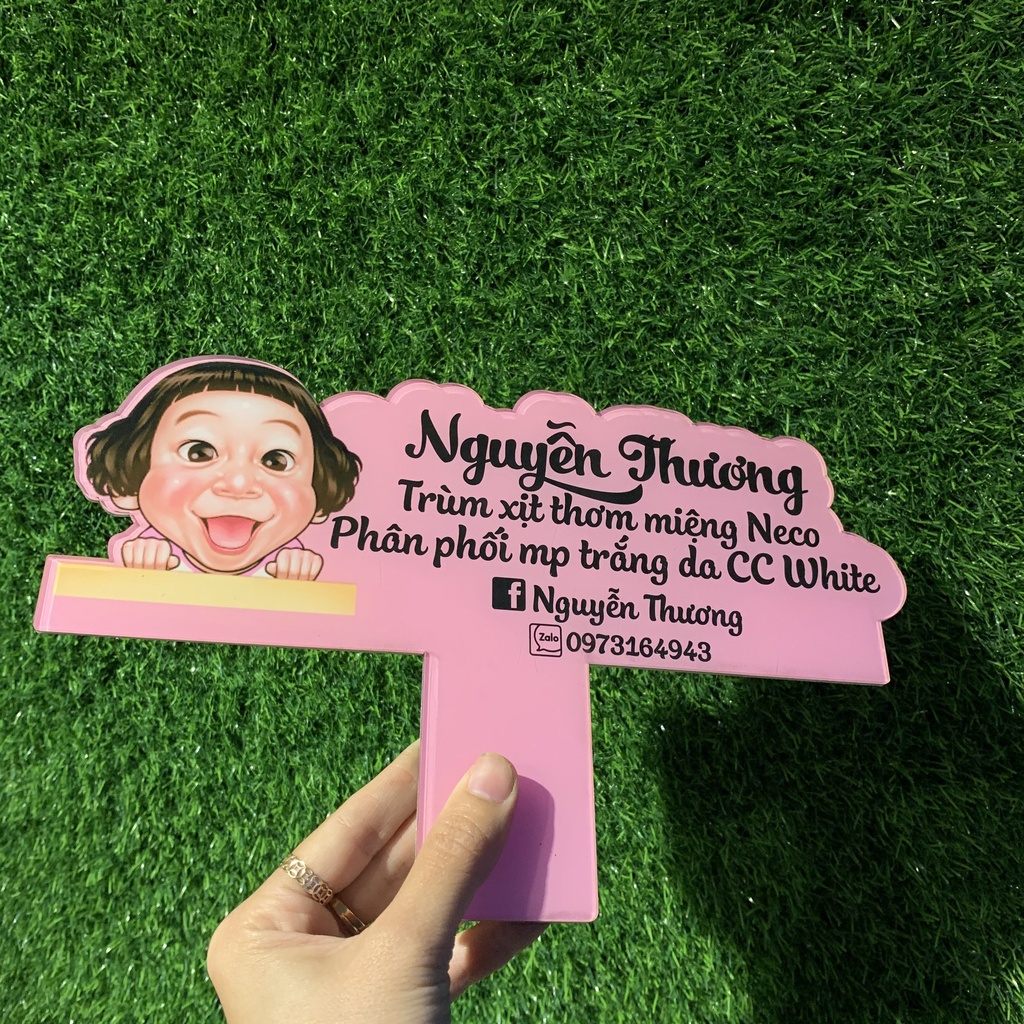 Nguyễn Thương
Trùm xịt thơm miệng Neco
Phân phối mp trắng da CC White
f Nguyễn Thương
Zalo 0973164943